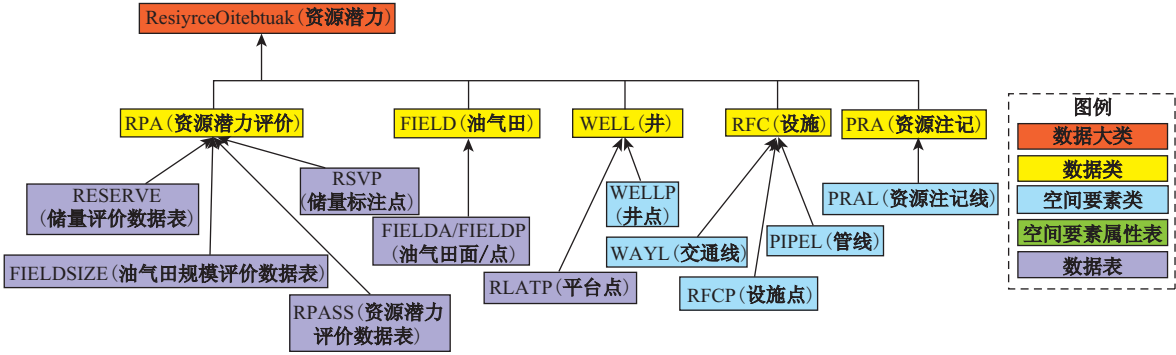 ResiyrceOitebtuak(资源潜力)
RPA(资源潜力评价)
FIELD(油气田)
WELL(井)
RFC(设施)
PRA(资源注记)
RESERVE
(储量评价数据表)
RSVP
(储量标注点)
FIELDSIZE(油气田规模评价数据表)
RPASS(资源潜力
评价数据表)
FIELDA/FIELDP
(油气田面/点)
WELLP
(井点)
RLATP(平台点)
WAYL(交通线)
RFCP(设施点)
PIPEL(管线)
PRAL(资源注记线)
图例
数据大类
数据类
空间要素类
空间要素属性表
数据表